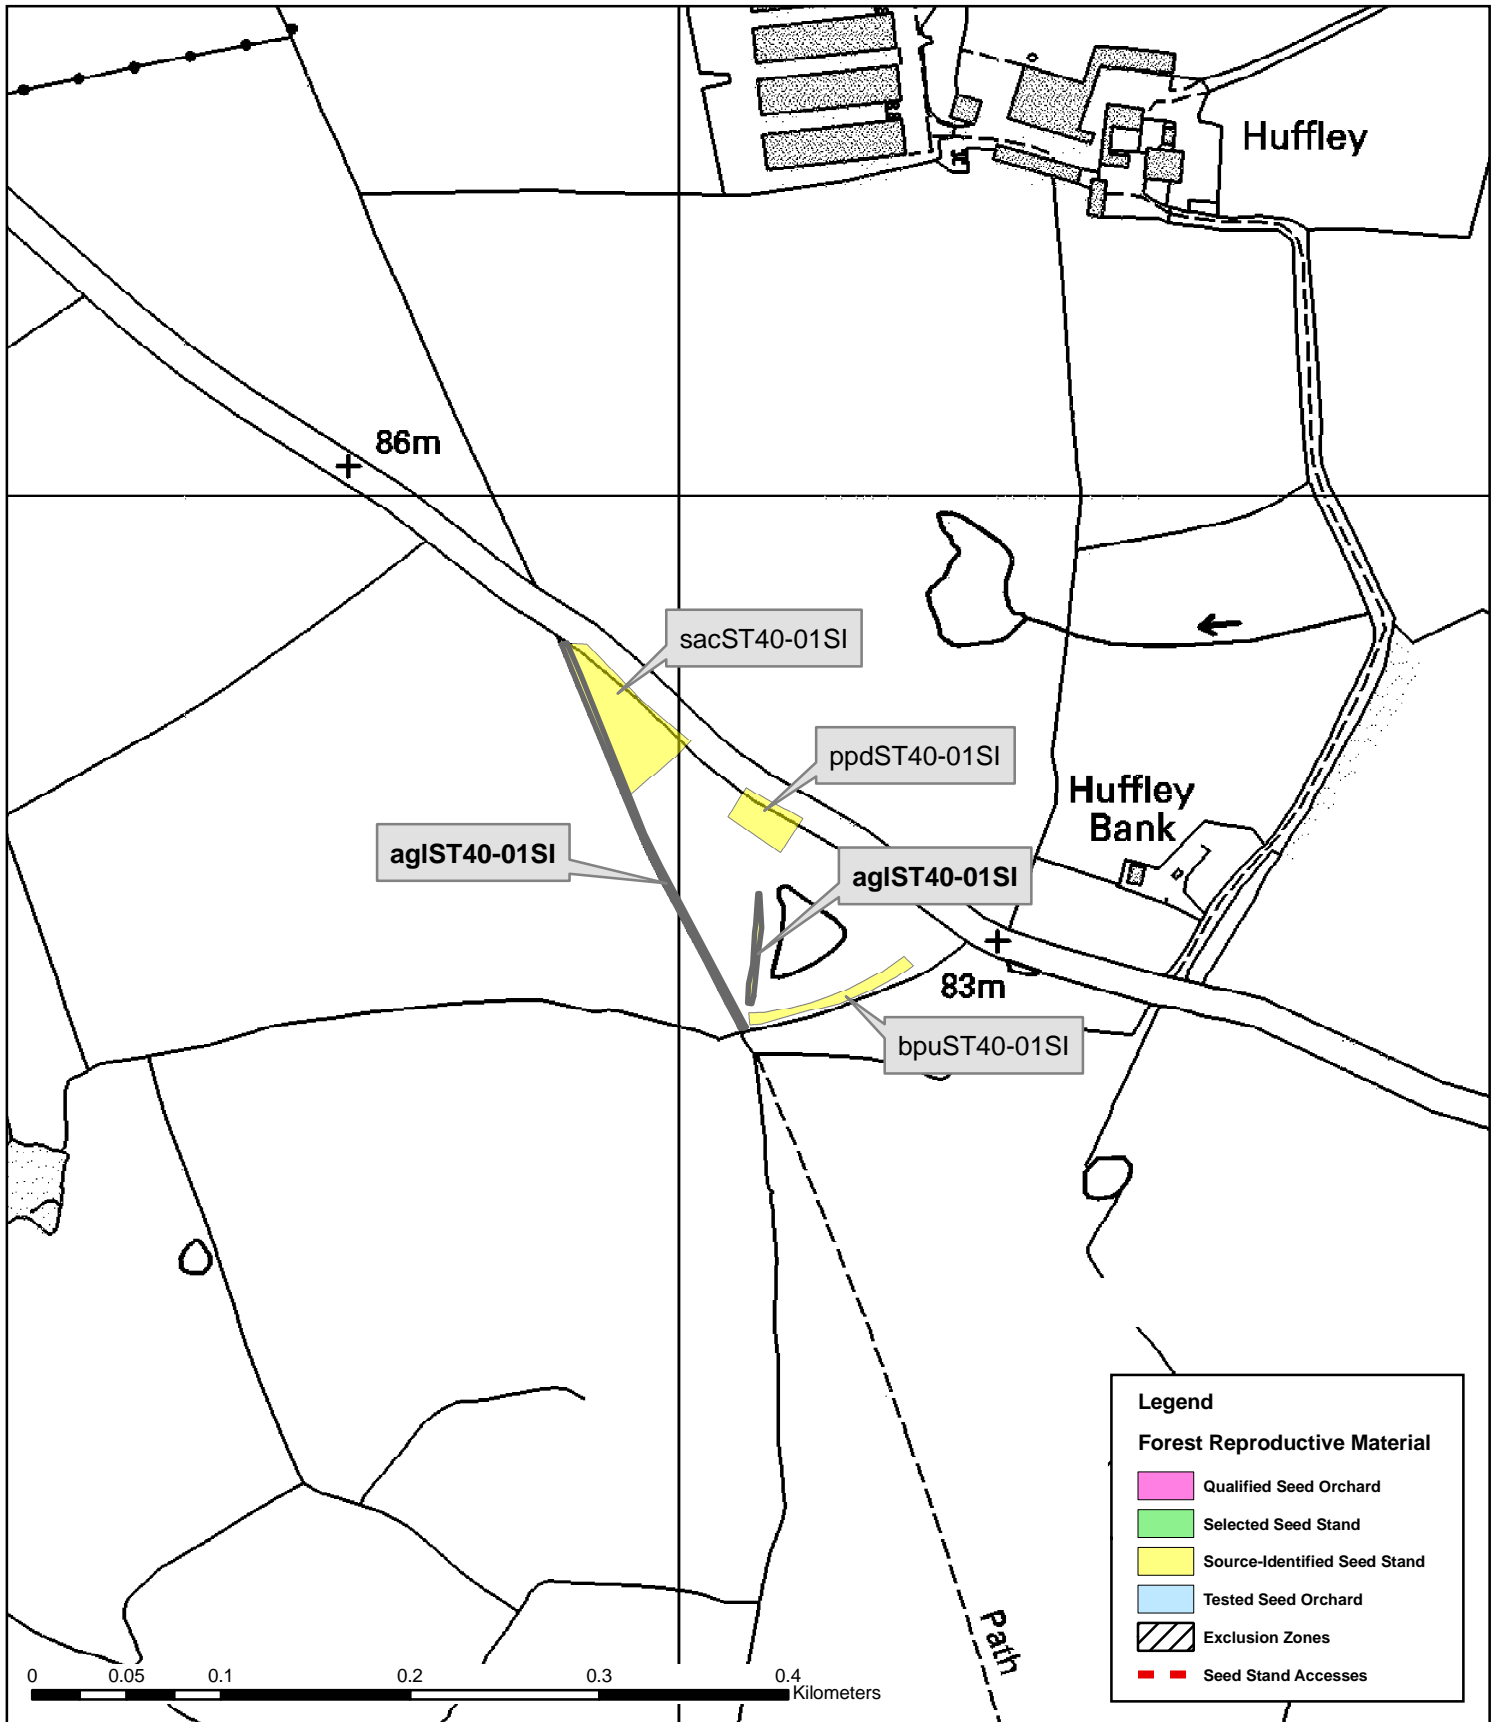 Huffley
86m
sacST40-01SI
ppdST40-01SI
Huffley
Bank
aglST40-01SI
aglST40-01SI
83m
bpuST40-01SI
Path
Legend
Forest Reproductive Material
Qualified Seed Orchard
Selected Seed Stand
Source-Identified Seed Stand
Tested Seed Orchard
Exclusion Zones
Seed Stand Accesses
0 0.05 0.1 0.2 0.3 0.4
Kilometers